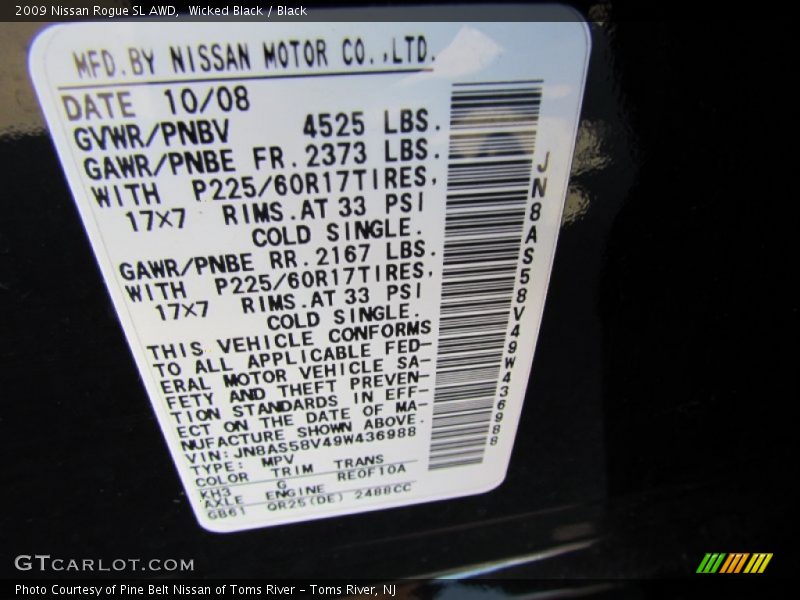 2009 Nissan Rogue SL AWD,  Wicked Black / Black
MFD.BY NISSAN MOTOR CO.,LTD.
DATE 10/08
GVWR/PNBV 4525 LBS.
GAWR/PNBE FR.2373 LBS.
WITH P225/60R17TIRES,
17X7 RIMS.AT 33 PSI
COLD SINGLE.
GAWR/PNBE RR.2167 LBS.
WITH P225/60R17TIRES,
17X7 RIMS.AT 33 PSI
COLD SINGLE.
THIS VEHICLE CONFORMS
TO ALL APPLICABLE FED-
ERAL MOTOR VEHICLE SA-
FETY AND THEFT PREVEN-
TION STANDARDS IN EFF-
ECT ON THE DATE OF MA-
NUFACTURE SHOWN ABOVE.
VIN:JN8AS58V49W436988
TYPE: MPV
COLOR TRIM TRANS
KH3 G RE0F10A
AXLE ENGINE
GB61 QR25(DE) 2488CC
JN8AS58V49W436988
GTCARLOT.COM
Photo Courtesy of Pine Belt Nissan of Toms River – Toms River, NJ